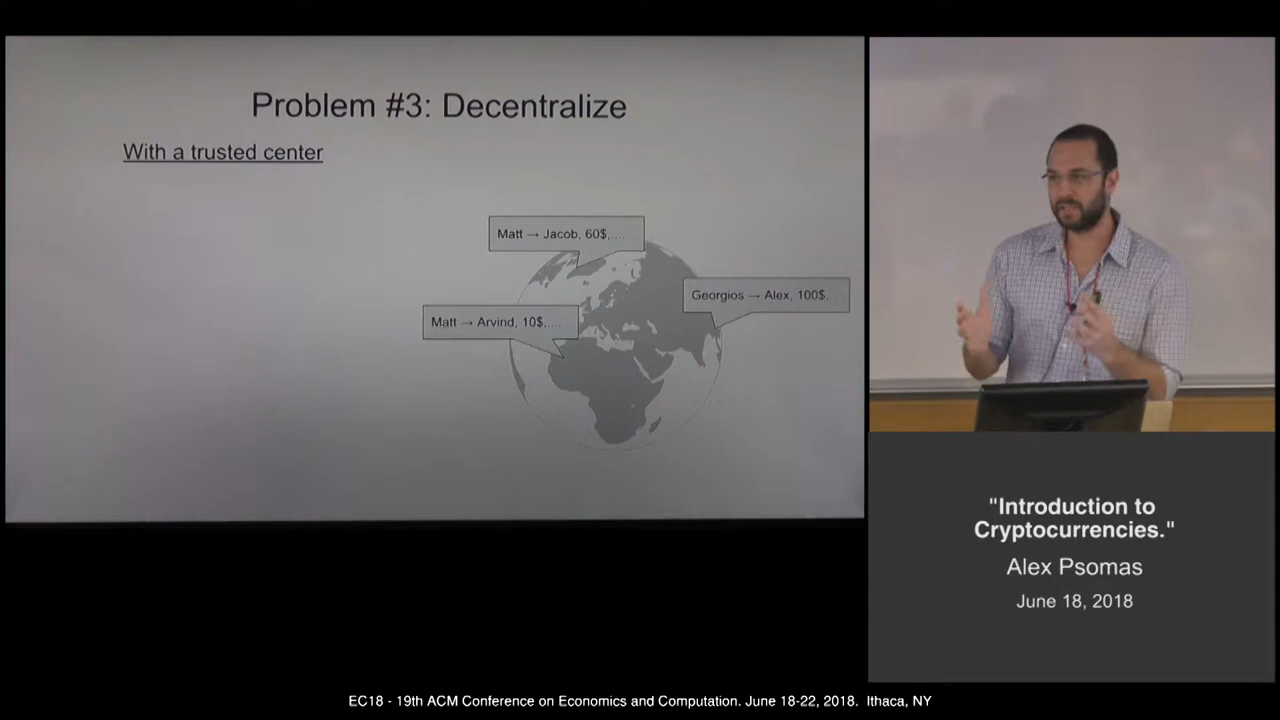 Problem #3: Decentralize
With a trusted center
Matt → Jacob, 60$,....
Georgios → Alex, 100$,..
Matt → Arvind, 10$.....
"Introduction to
Cryptocurrencies."
Alex Psomas
June 18, 2018
EC18 - 19th ACM Conference on Economics and Computation. June 18-22, 2018. Ithaca, NY